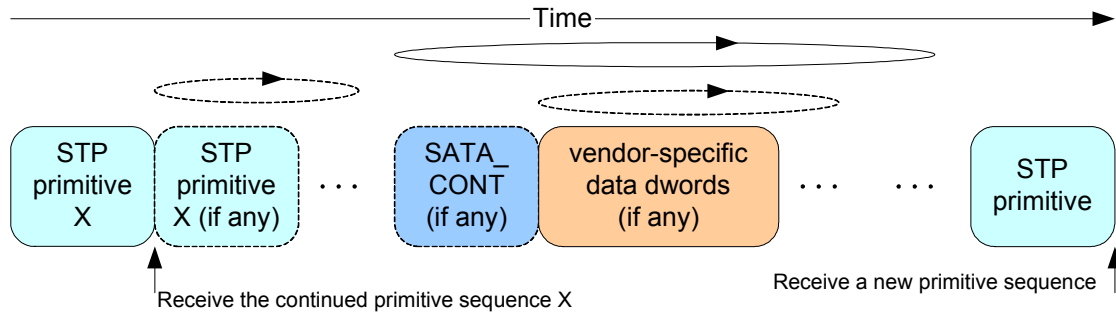 Time
STP
primitive
X
STP
primitive
X (if any)
. . .
SATA_
CONT
(if any)
vendor-specific
data dwords
(if any)
. . .
. . .
STP
primitive
Receive the continued primitive sequence X
Receive a new primitive sequence